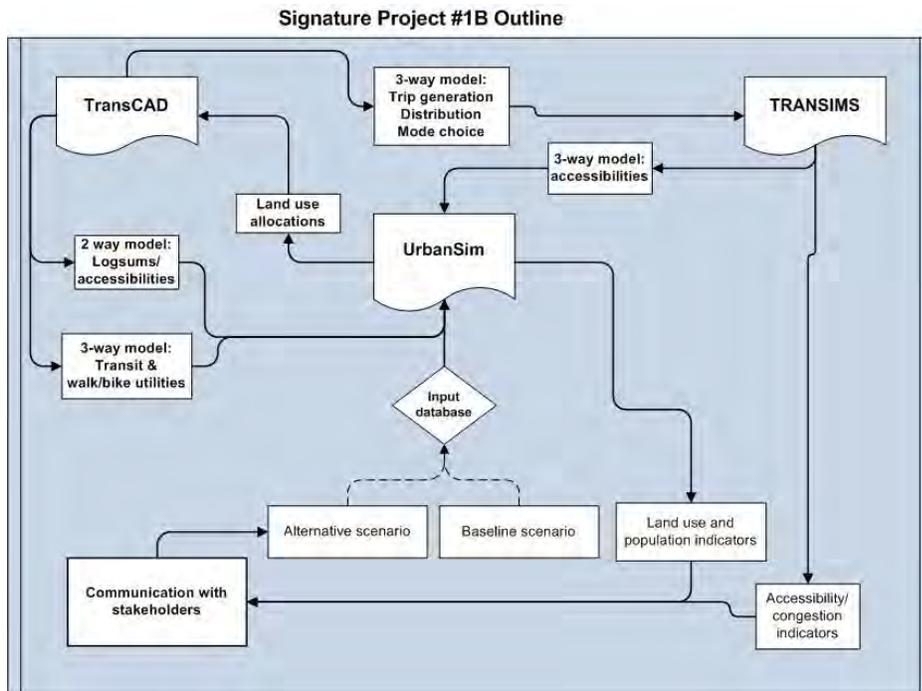 Signature Project #1B Outline
TransCAD
3-way model:
Trip generation
Distribution
Mode choice
TRANSIMS
3-way model:
accessibilities
Land use
allocations
UrbanSim
2 way model:
Logsums/
accessibilities
3-way model:
Transit &
walk/bike utilities
Input
database
Alternative scenario
Baseline scenario
Land use and
population indicators
Communication with
stakeholders
Accessibility/
congestion
indicators